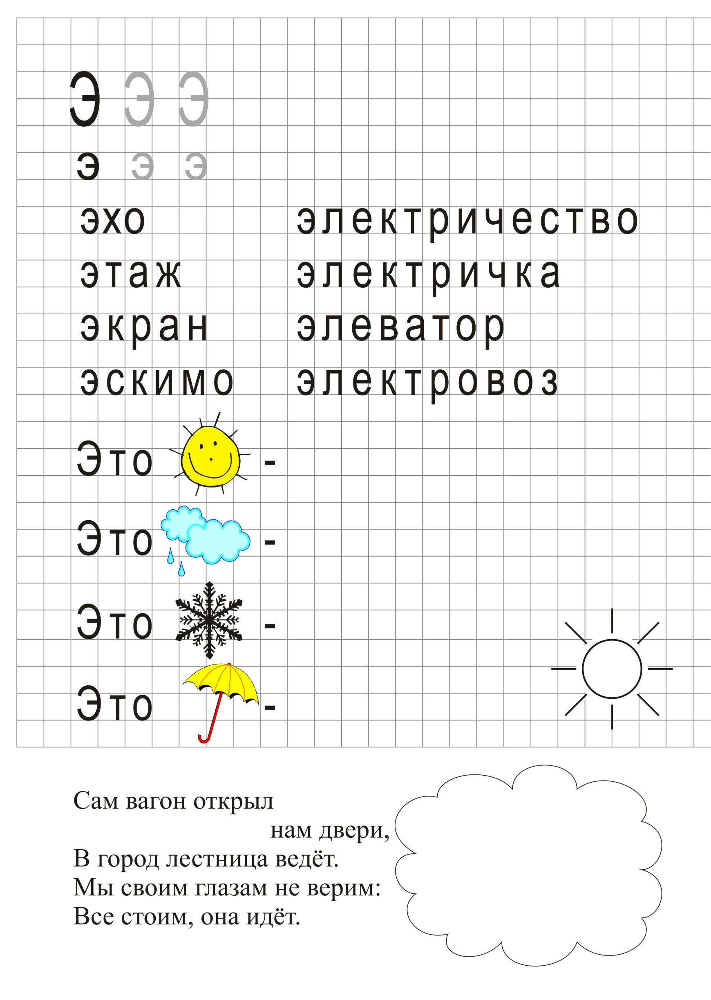 Э Э Э
э э э
эхо электричество
этаж электричка
экран элеватор
эскимо электровоз
Это -
Это -
Это -
Это -
Сам вагон открыл
нам двери,
В город лестница ведёт.
Мы своим глазам не верим:
Все стоим, она идёт.